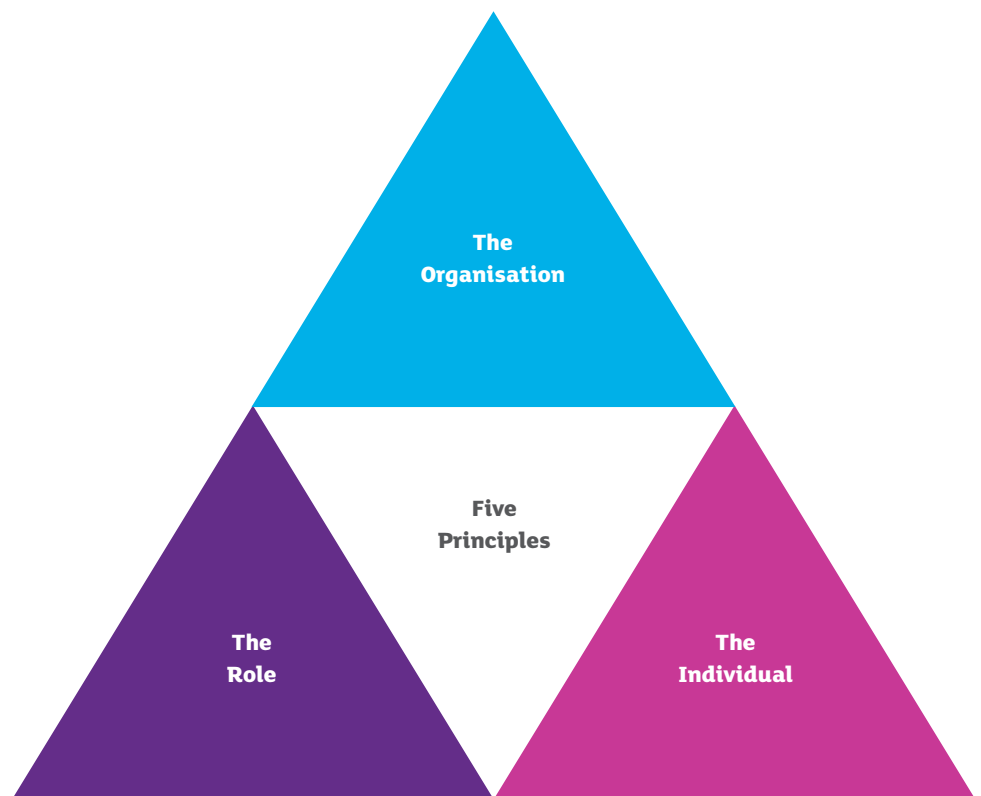 The
Organisation
Five
Principles
The
Role
The
Individual